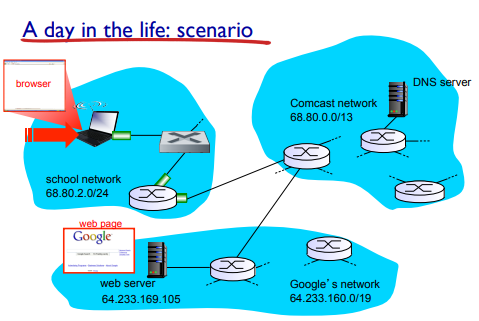 A day in the life: scenario
browser
DNS server
Comcast network
68.80.0.0/13
school network
68.80.2.0/24
web page
Google
web server
64.233.169.105
Google's network
64.233.160.0/19